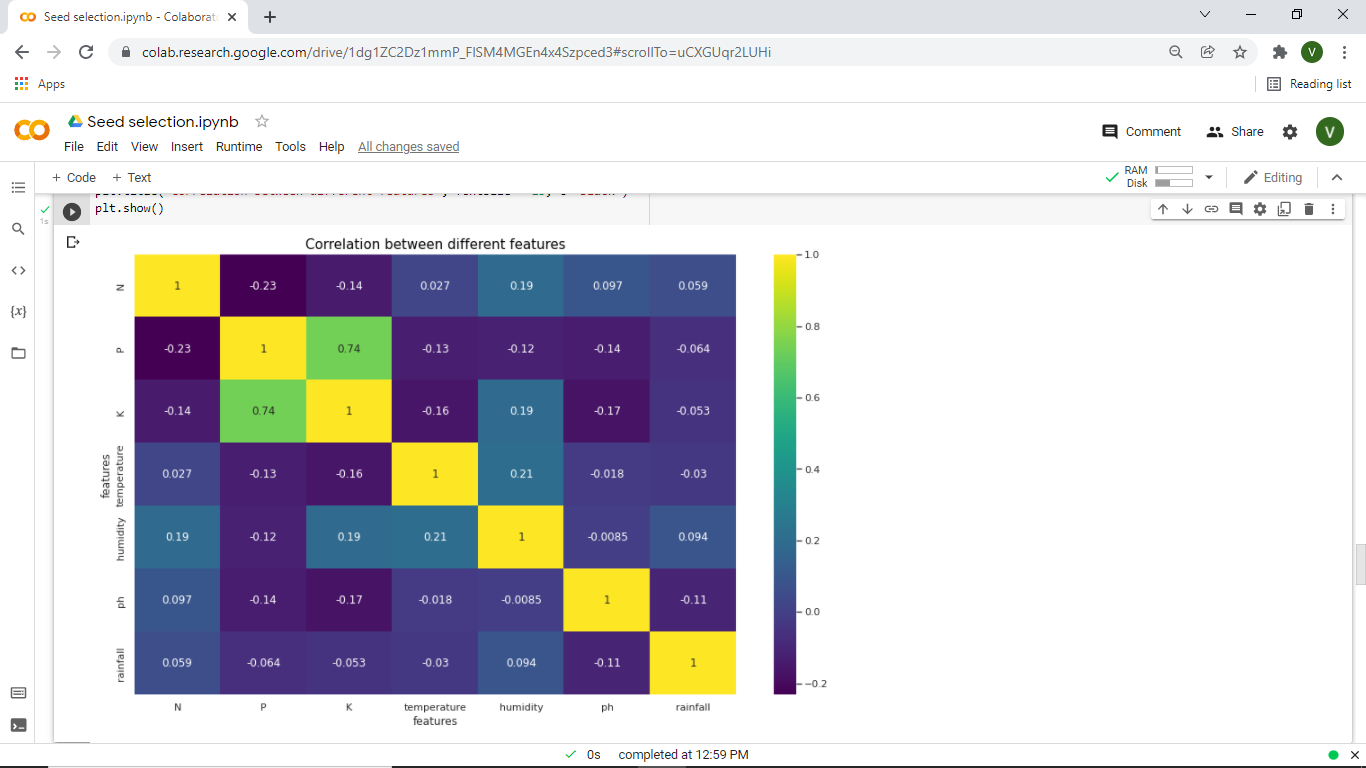 Seed selection.ipynb - Colaborat
colab.research.google.com/drive/1dg1ZC2Dz1mmP_FlSM4MGEn4x4Szpced3#scrollTo=uCXGUqr2LUHi
V
Apps
Reading list
Seed selection.ipynb
Comment
Share
V
File Edit View Insert Runtime Tools Help All changes saved
+ Code + Text
RAM
Disk
Editing
1s
plt.show()
Correlation between different features
N 1 -0.23 -0.14 0.027 0.19 0.097 0.059
P -0.23 1 0.74 -0.13 -0.12 -0.14 -0.064
K -0.14 0.74 1 -0.16 0.19 -0.17 -0.053
temperature 0.027 -0.13 -0.16 1 0.21 -0.018 -0.03
humidity 0.19 -0.12 0.19 0.21 1 -0.0085 0.094
ph 0.097 -0.14 -0.17 -0.018 -0.0085 1 -0.11
rainfall 0.059 -0.064 -0.053 -0.03 0.094 -0.11 1
features
N P K temperature humidity ph rainfall
features
1.0
0.8
0.6
0.4
0.2
0.0
-0.2
{x}
0s completed at 12:59 PM